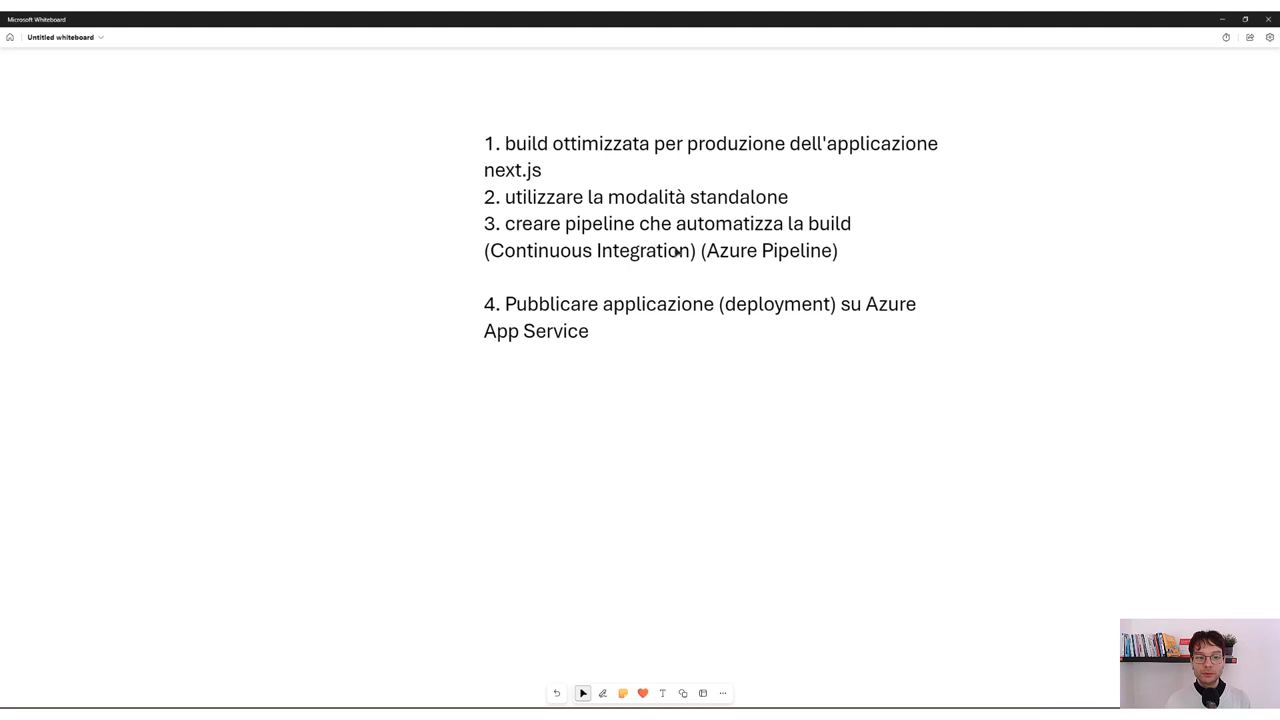 Microsoft Whiteboard
Untitled whiteboard
1. build ottimizzata per produzione dell'applicazione
next.js
2. utilizzare la modalità standalone
3. creare pipeline che automatizza la build
(Continuous Integration) (Azure Pipeline)
4. Pubblicare applicazione (deployment) su Azure
App Service